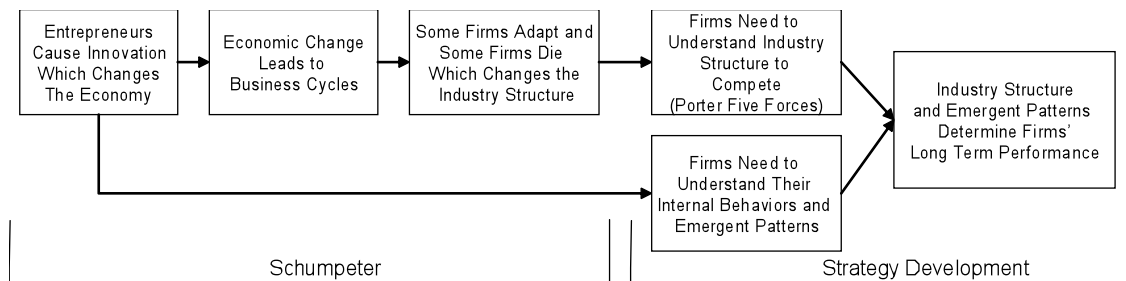 Entrepreneurs
Cause Innovation
Which Changes
The Economy
Economic Change
Leads to
Business Cycles
Some Firms Adapt and
Some Firms Die
Which Changes the
Industry Structure
Firms Need to
Understand Industry
Structure to
Compete
(Porter Five Forces)
Industry Structure
and Emergent Patterns
Determine Firms'
Long Term Performance
Firms Need to
Understand Their
Internal Behaviors and
Emergent Patterns
Schumpeter
Strategy Development